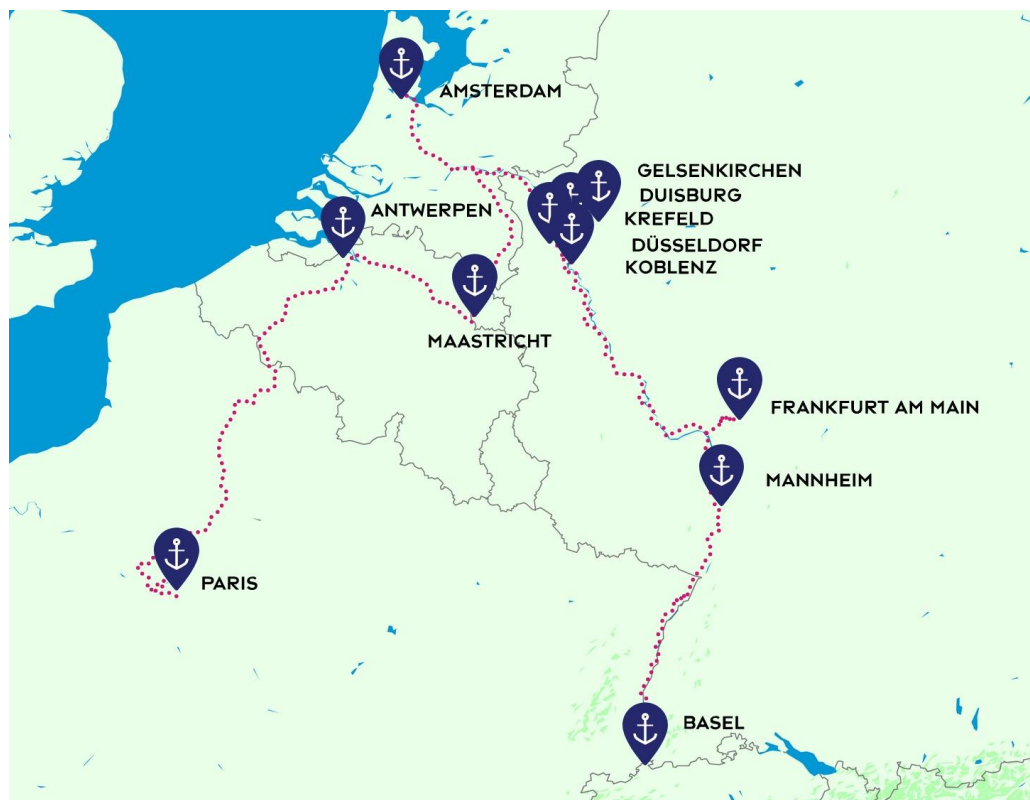 AMSTERDAM
GELSENKIRCHEN
DUISBURG
KREFELD
DÜSSELDORF
KOBLENZ
ANTWERPEN
MAASTRICHT
FRANKFURT AM MAIN
MANNHEIM
PARIS
BASEL